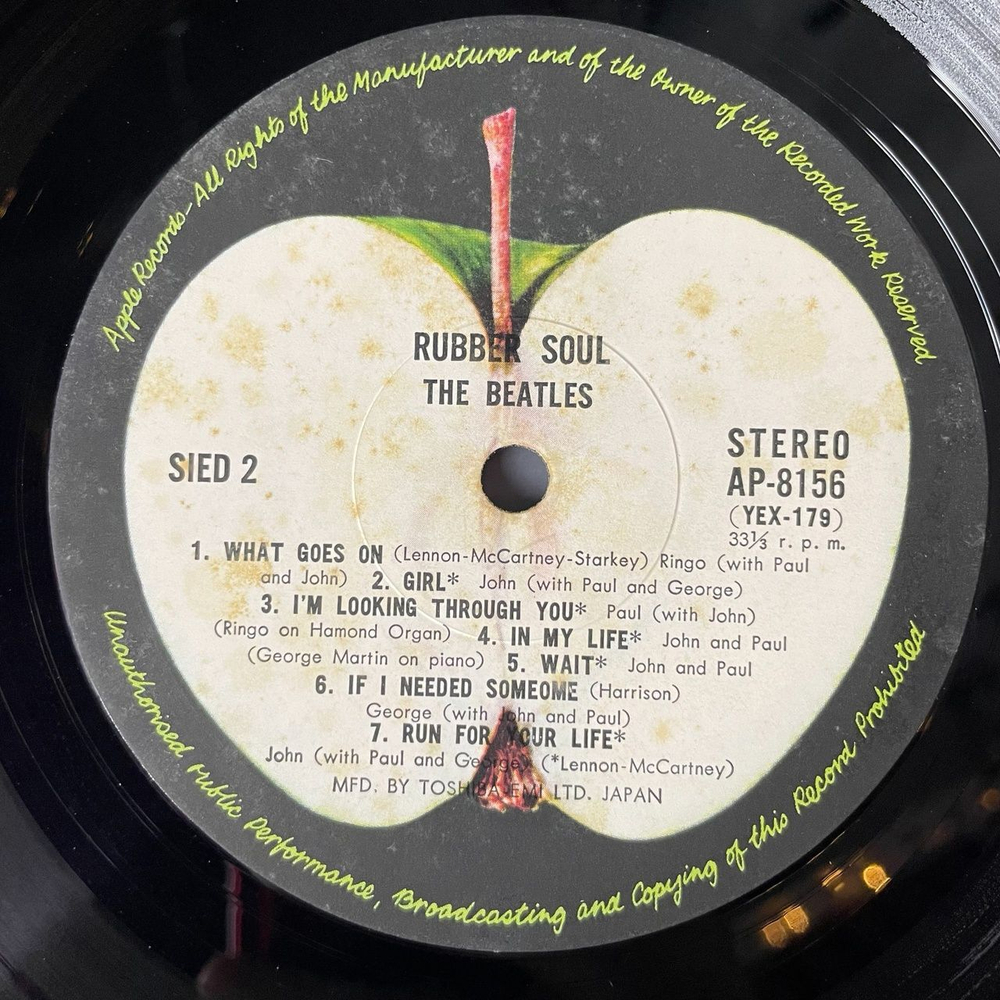 Apple Records-All Rights of the Manufacturer and of the Owner of the Recorded Work Reserved
RUBBER SOUL
THE BEATLES
SIED 2
STEREO
AP-8156
(YEX-179)
33⅓ r. p. m.
1. WHAT GOES ON (Lennon-McCartney-Starkey) Ringo (with Paul
and John) 2. GIRL* John (with Paul and George)
3. I'M LOOKING THROUGH YOU* Paul (with John)
(Ringo on Hamond Organ) 4. IN MY LIFE* John and Paul
(George Martin on piano) 5. WAIT* John and Paul
6. IF I NEEDED SOMEOME (Harrison)
George (with John and Paul)
7. RUN FOR YOUR LIFE*
John (with Paul and George) (*Lennon-McCartney)
MFD. BY TOSHIBA-EMI LTD. JAPAN
Unauthorised Public Performance, Broadcasting and Copying of this Record Prohibited